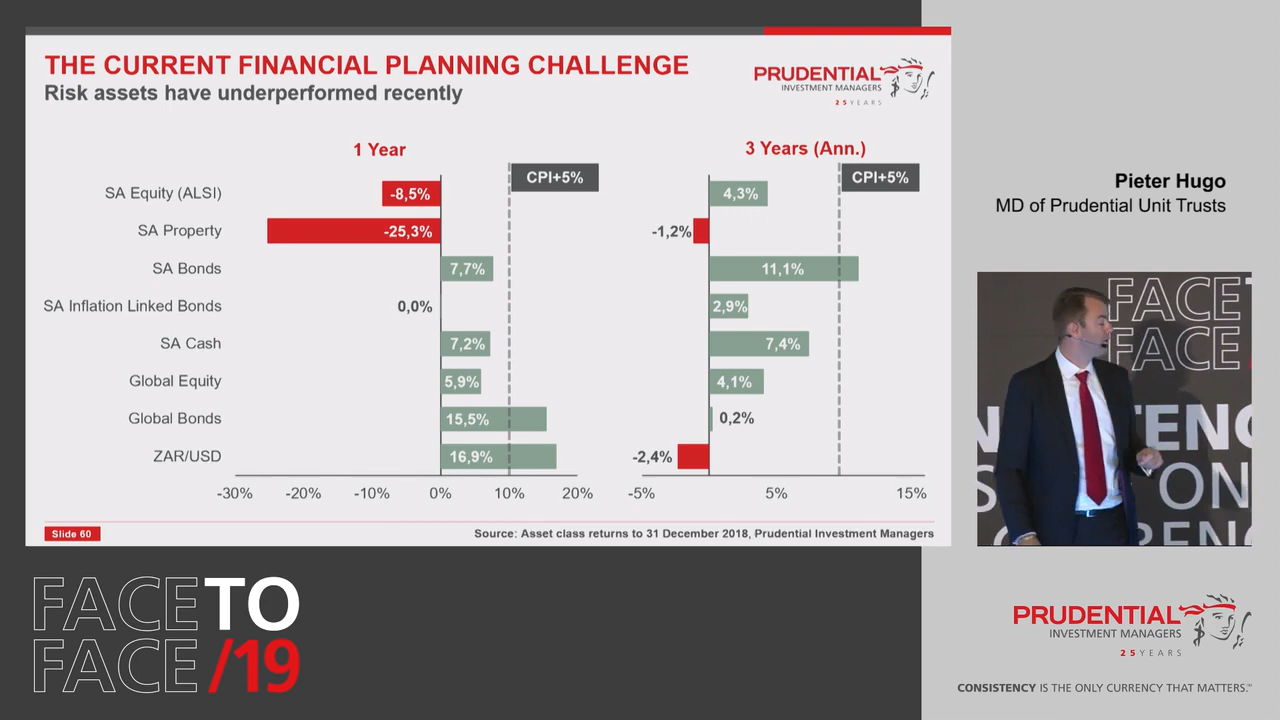 THE CURRENT FINANCIAL PLANNING CHALLENGE
Risk assets have underperformed recently
PRUDENTIAL
INVESTMENT MANAGERS
25 YEARS
1 Year
3 Years (Ann.)
CPI+5%
CPI+5%
SA Equity (ALSI) -8,5% 4,3%
SA Property -25,3% -1,2%
SA Bonds 7,7% 11,1%
SA Inflation Linked Bonds 0,0% 2,9%
SA Cash 7,2% 7,4%
Global Equity 5,9% 4,1%
Global Bonds 15,5% 0,2%
ZAR/USD 16,9% -2,4%
-30% -20% -10% 0% 10% 20% -5% 5% 15%
Slide 60
Source: Asset class returns to 31 December 2018, Prudential Investment Managers
Pieter Hugo
MD of Prudential Unit Trusts
FACE
FACE
ON
FACE TO
FACE /19
PRUDENTIAL
INVESTMENT MANAGERS
25 YEARS
CONSISTENCY IS THE ONLY CURRENCY THAT MATTERS.™